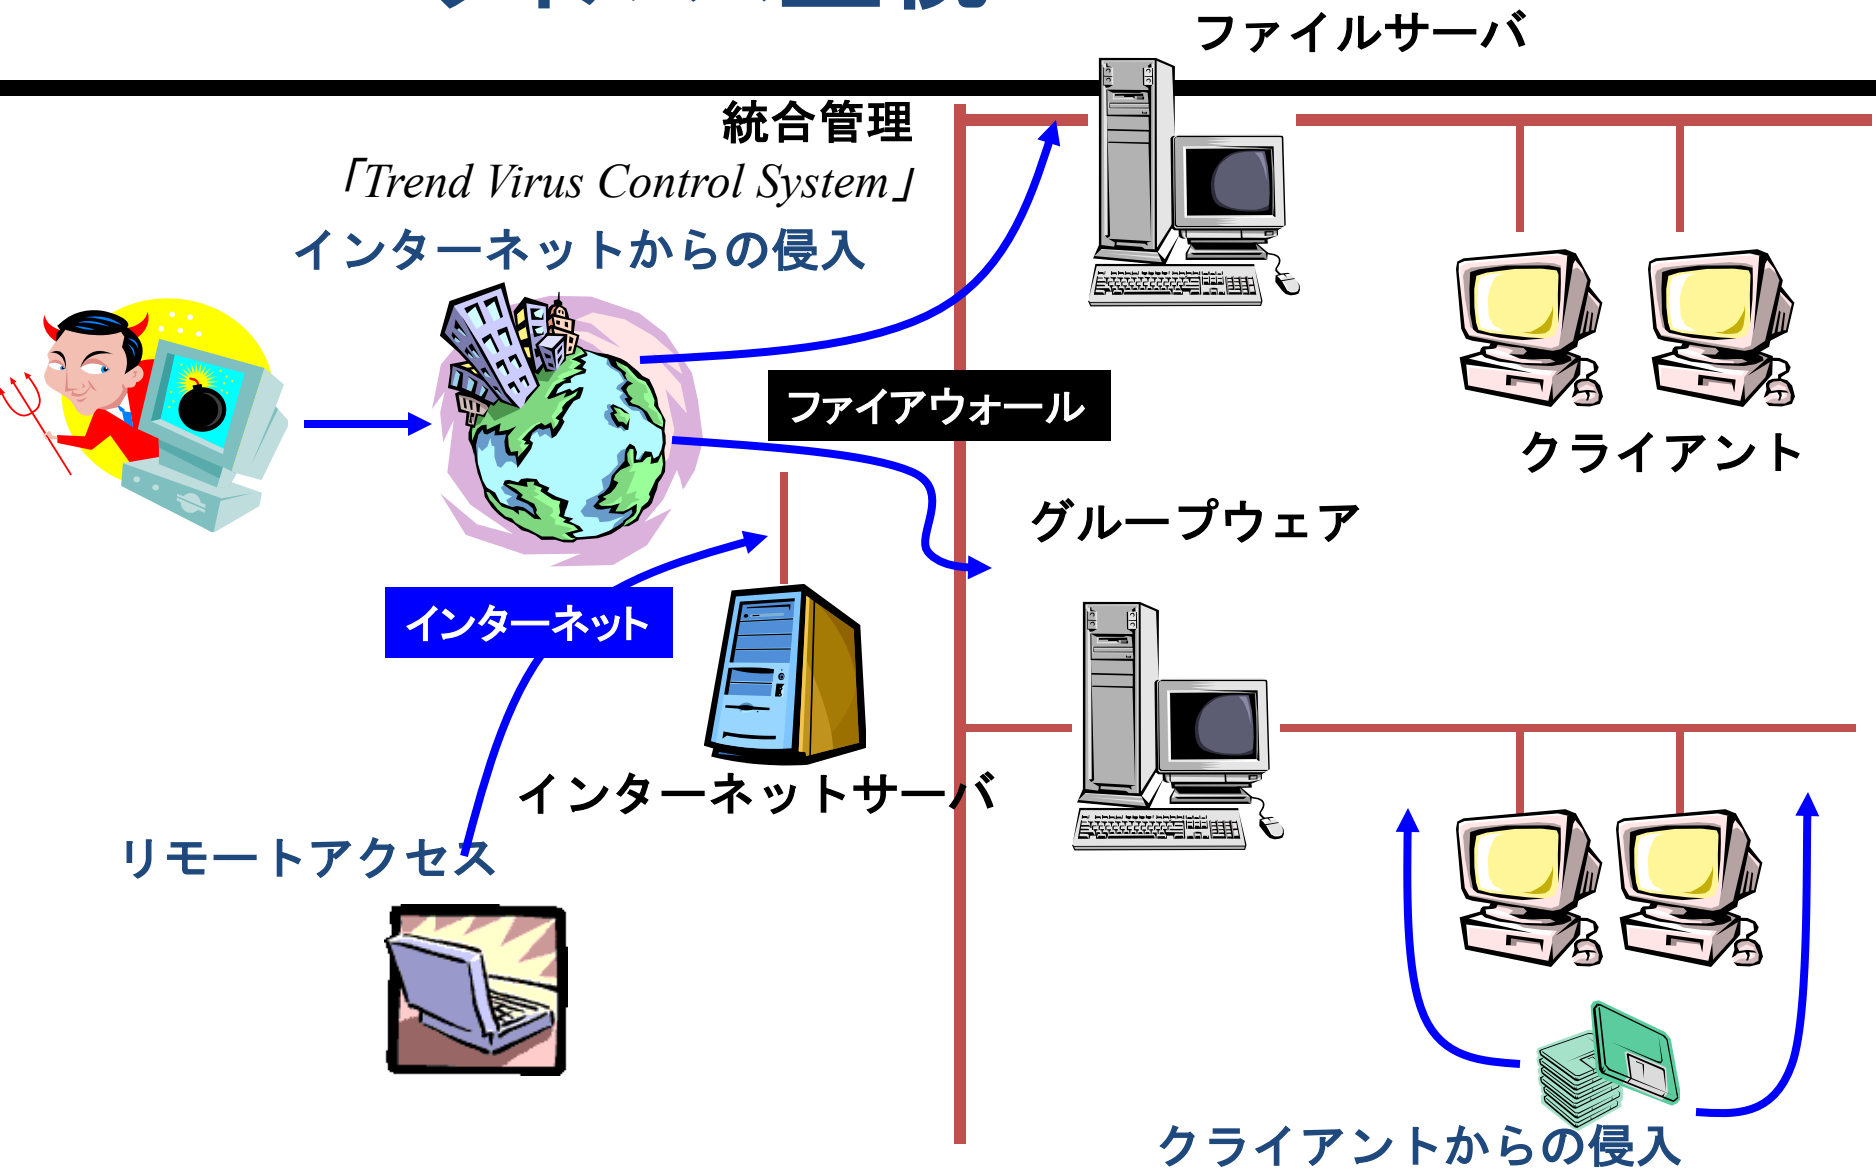 ファイルサーバ
統合管理
「Trend Virus Control System」
インターネットからの侵入
ファイアウォール
クライアント
グループウェア
インターネット
インターネットサーバ
リモートアクセス
クライアントからの侵入